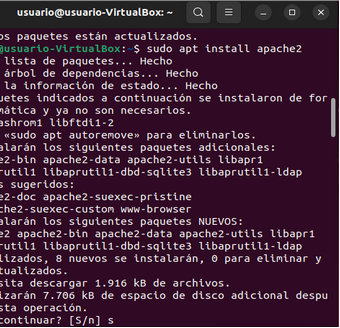 usuario@usuario-VirtualBox: ~
os paquetes están actualizados.
@usuario-VirtualBox:~$ sudo apt install apache2
lista de paquetes... Hecho
árbol de dependencias... Hecho
la información de estado... Hecho
uetes indicados a continuación se instalaron de for
mática y ya no son necesarios.
ashrom1 libftdi1-2
«sudo apt autoremove» para eliminarlos.
alarán los siguientes paquetes adicionales:
e2-bin apache2-data apache2-utils libapr1
rutil1 libaprutil1-dbd-sqlite3 libaprutil1-ldap
s sugeridos:
e2-doc apache2-suexec-pristine
che2-suexec-custom www-browser
alarán los siguientes paquetes NUEVOS:
e2 apache2-bin apache2-data apache2-utils libapr1
rutil1 libaprutil1-dbd-sqlite3 libaprutil1-ldap
lizados, 8 nuevos se instalarán, 0 para eliminar y
tualizados.
sita descargar 1.916 kB de archivos.
izarán 7.706 kB de espacio de disco adicional despu
sta operación.
continuar? [S/n] s